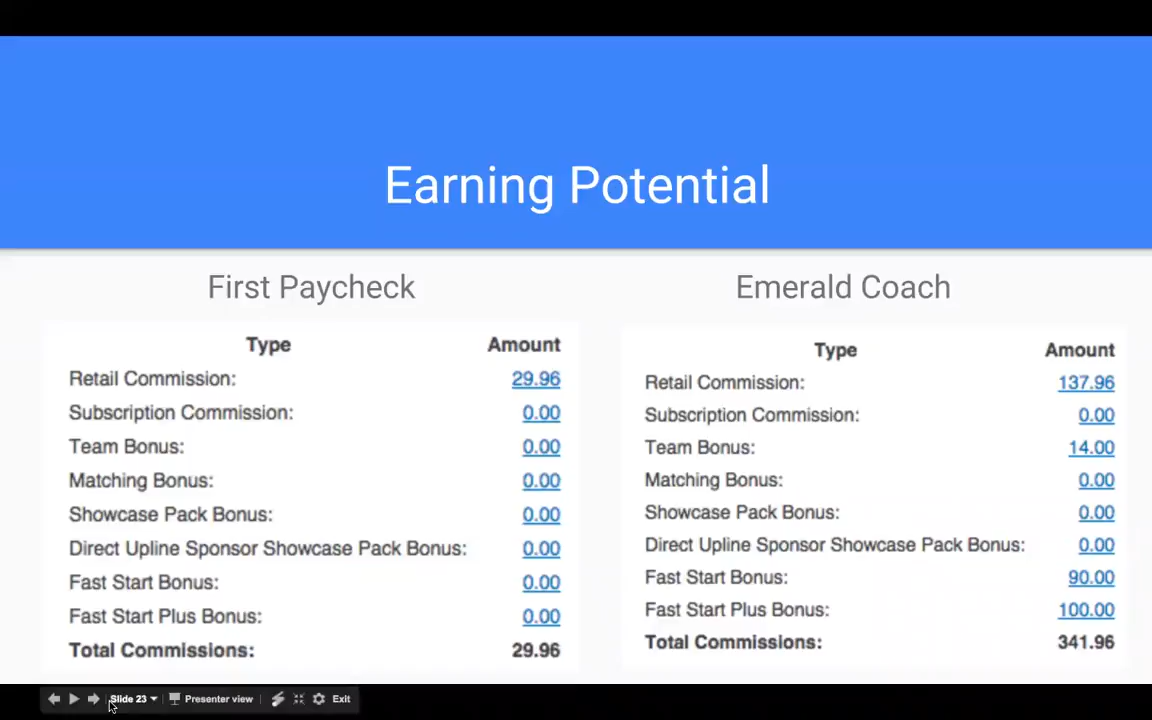 Earning Potential
First Paycheck
Type Amount
Retail Commission: 29.96
Subscription Commission: 0.00
Team Bonus: 0.00
Matching Bonus: 0.00
Showcase Pack Bonus: 0.00
Direct Upline Sponsor Showcase Pack Bonus: 0.00
Fast Start Bonus: 0.00
Fast Start Plus Bonus: 0.00
Total Commissions: 29.96
Emerald Coach
Type Amount
Retail Commission: 137.96
Subscription Commission: 0.00
Team Bonus: 14.00
Matching Bonus: 0.00
Showcase Pack Bonus: 0.00
Direct Upline Sponsor Showcase Pack Bonus: 0.00
Fast Start Bonus: 90.00
Fast Start Plus Bonus: 100.00
Total Commissions: 341.96
Slide 23 Presenter view Exit